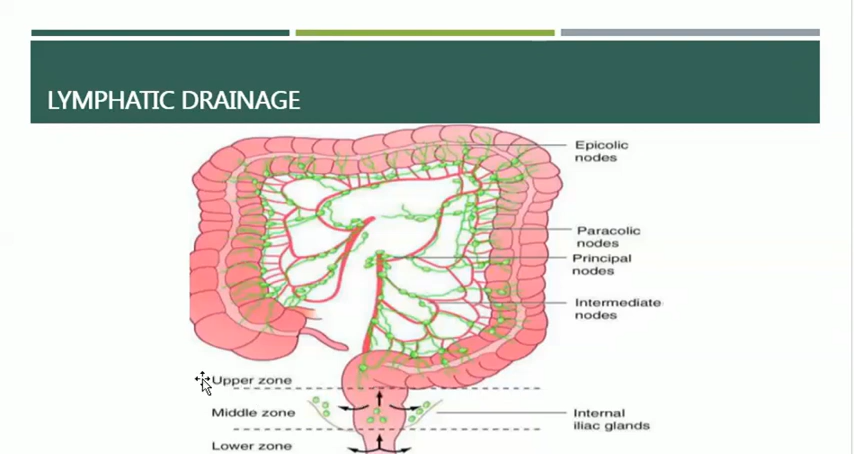 LYMPHATIC DRAINAGE
Epicolic
nodes
Paracolic
nodes
Principal
nodes
Intermediate
nodes
Upper zone
Middle zone
Internal
iliac glands
Lower zone